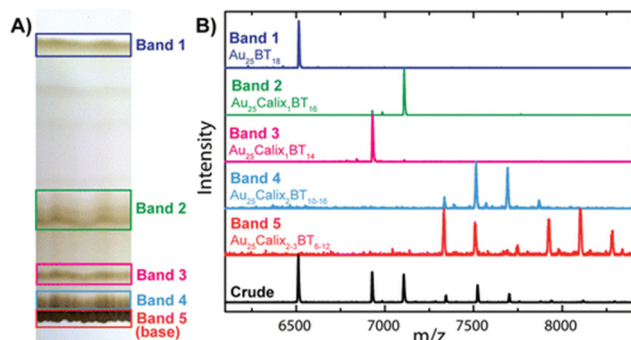 A)
Band 1
Band 2
Band 3
Band 4
Band 5
(base)
B)
Intensity
Band 1
Au₂₅BT₁₈
Band 2
Au₂₅Calix₁BT₁₆
Band 3
Au₂₅Calix₁BT₁₄
Band 4
Au₂₅Calix₂BT₁₀₋₁₆
Band 5
Au₂₅Calix₂₋₃BT₆₋₁₂
Crude
6500 7000 7500 8000
m/z